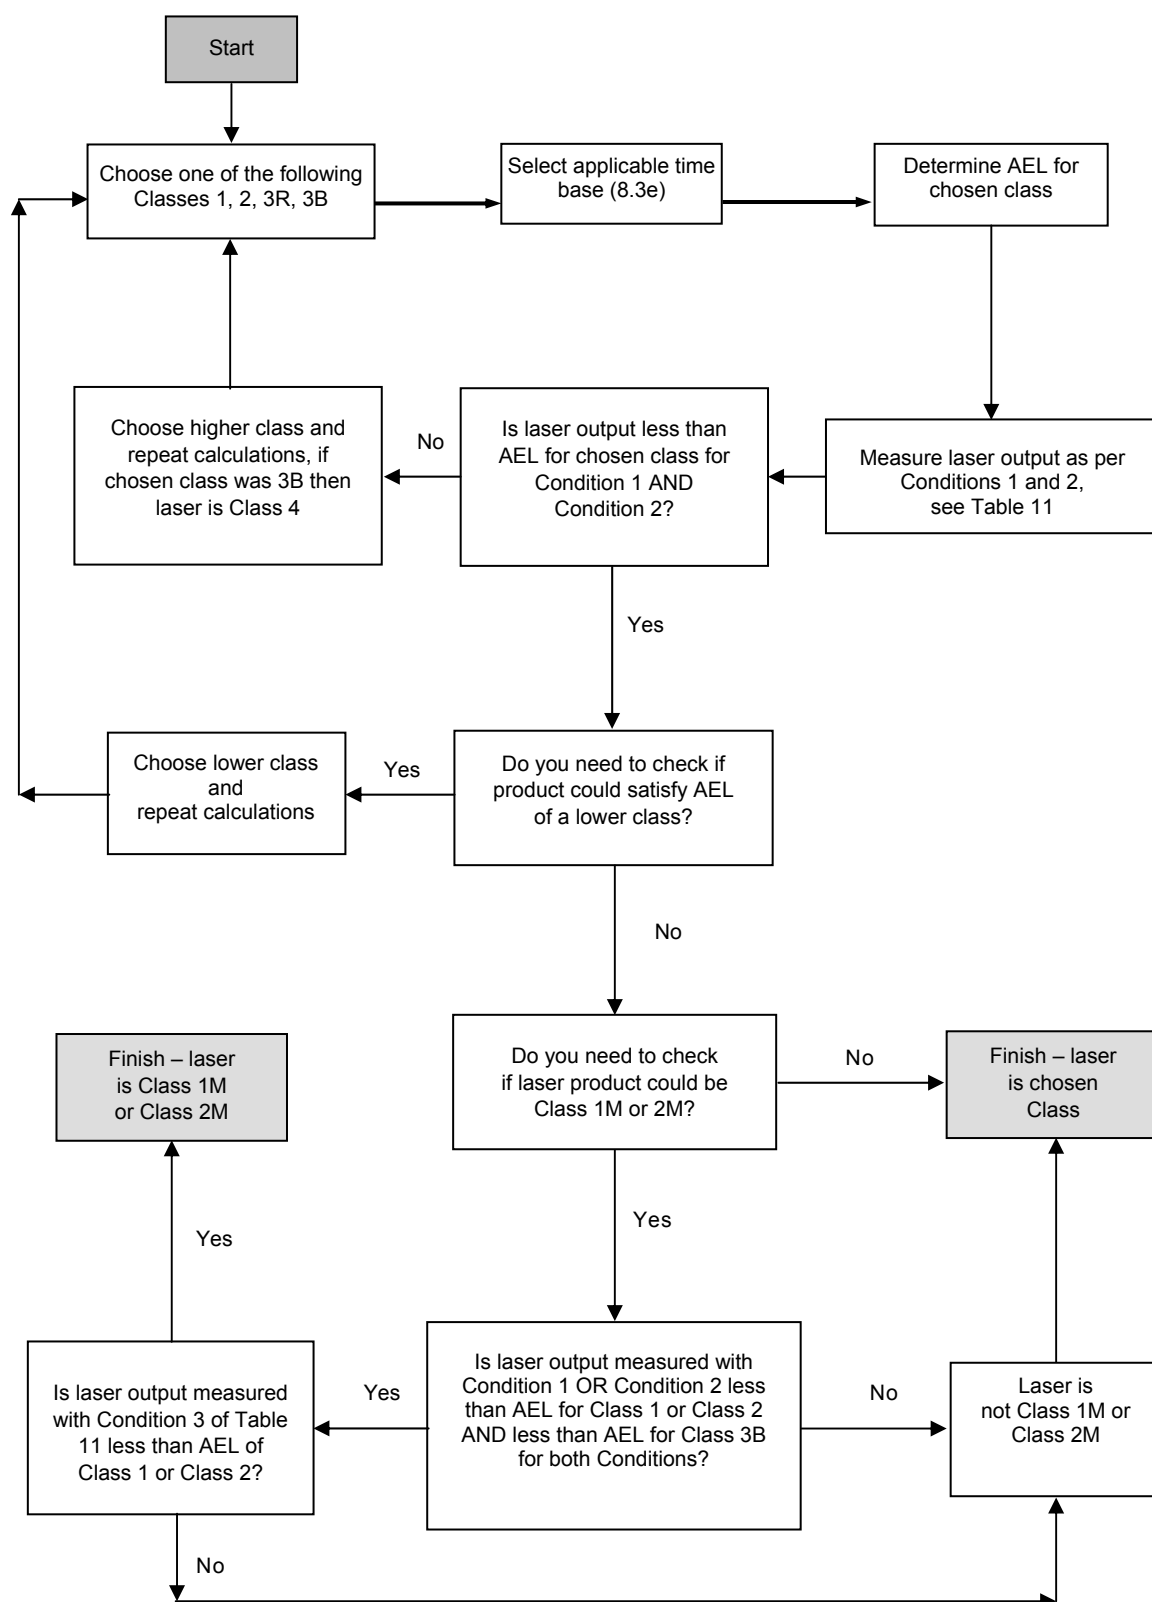 Start
Choose one of the following
Classes 1, 2, 3R, 3B
Select applicable time
base (8.3e)
Determine AEL for
chosen class
Choose higher class and
repeat calculations, if
chosen class was 3B then
laser is Class 4
No
Is laser output less than
AEL for chosen class for
Condition 1 AND
Condition 2?
Measure laser output as per
Conditions 1 and 2,
see Table 11
Yes
Choose lower class
and
repeat calculations
Yes
Do you need to check if
product could satisfy AEL
of a lower class?
No
Finish – laser
is Class 1M
or Class 2M
Do you need to check
if laser product could be
Class 1M or 2M?
No
Finish – laser
is chosen
Class
Yes
Yes
Is laser output measured
with Condition 3 of Table
11 less than AEL of
Class 1 or Class 2?
Yes
Is laser output measured with
Condition 1 OR Condition 2 less
than AEL for Class 1 or Class 2
AND less than AEL for Class 3B
for both Conditions?
No
Laser is
not Class 1M or
Class 2M
No